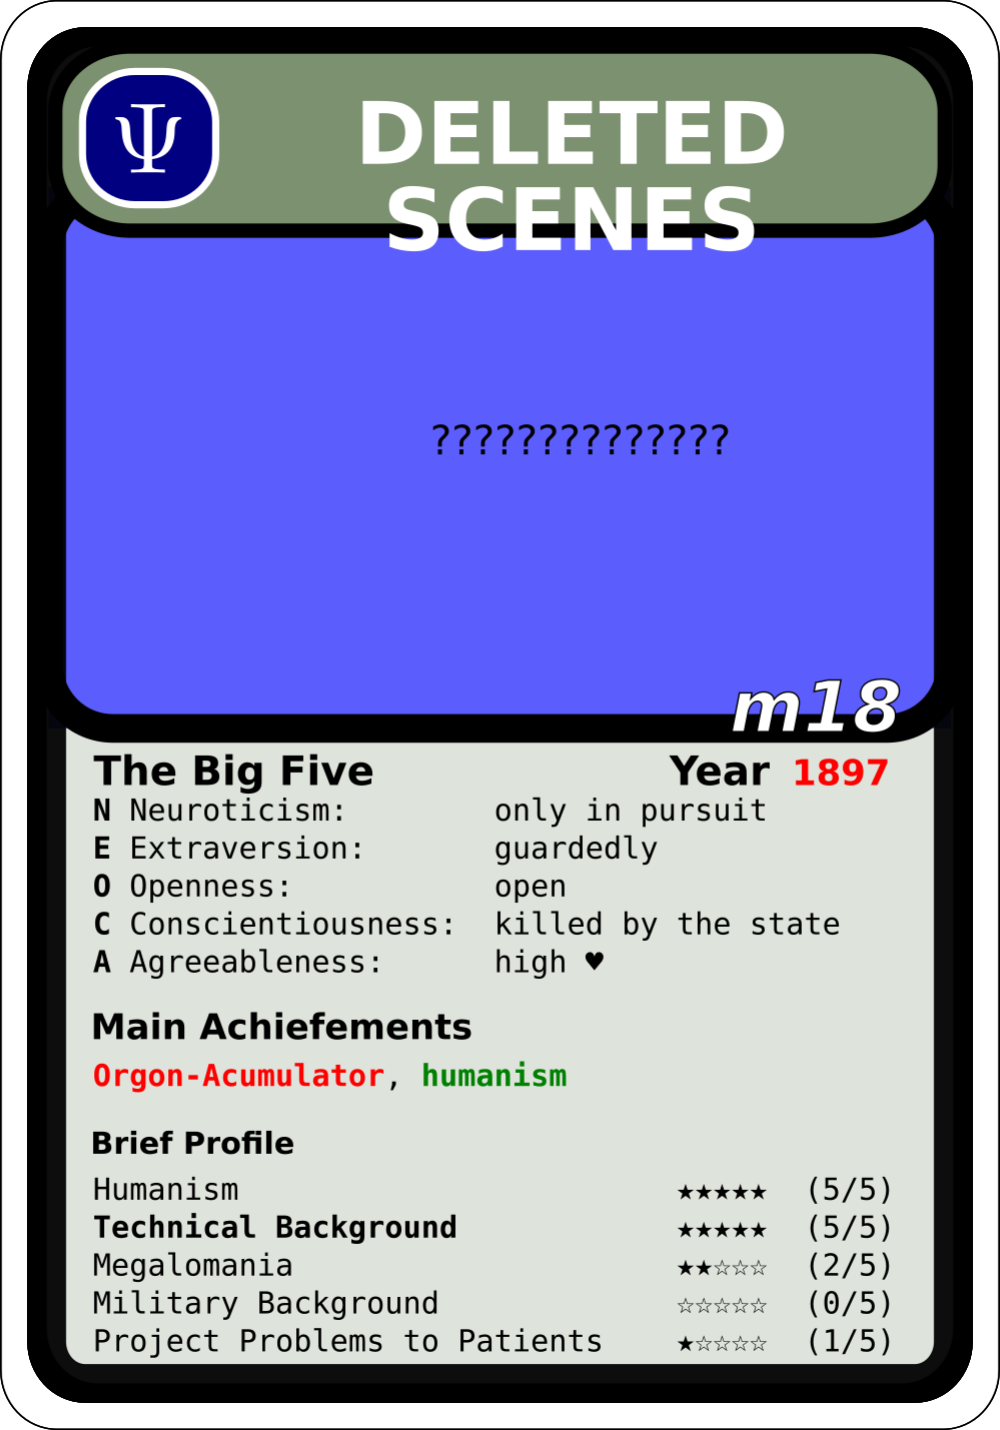 Ψ
DELETED
SCENES
??????????????
m18
The Big Five Year 1897
N Neuroticism: only in pursuit
E Extraversion: guardedly
O Openness: open
C Conscientiousness: killed by the state
A Agreeableness: high ♥
Main Achiefements
Orgon-Acumulator, humanism
Brief Profile
Humanism ★★★★★ (5/5)
Technical Background ★★★★★ (5/5)
Megalomania ★★☆☆☆ (2/5)
Military Background ☆☆☆☆☆ (0/5)
Project Problems to Patients ★☆☆☆☆ (1/5)